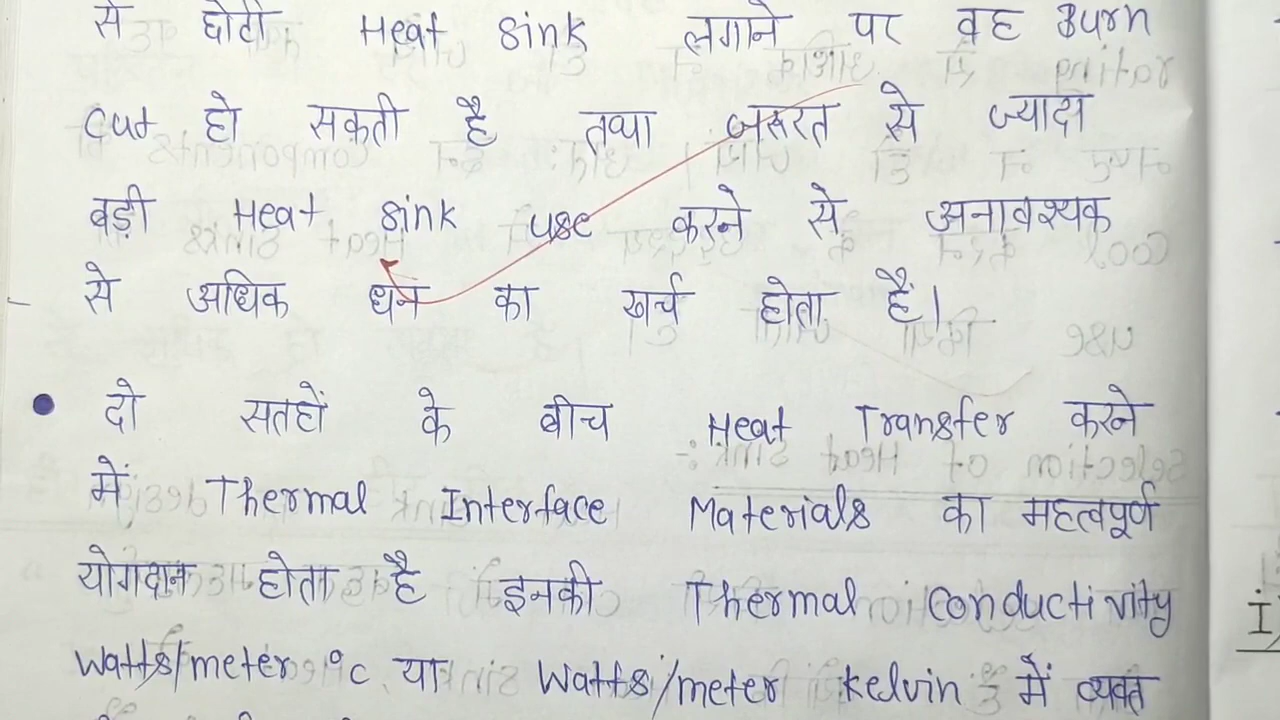 से छोटी Heat Sink लगाने पर वह Burn
Out हो सकती है तथा जरूरत से ज्यादा
बड़ी Heat Sink use करने से अनावश्यक
से अधिक धन का खर्च होता है।
• दो सतहों के बीच Heat Transfer करने
में Thermal Interface Materials का महत्वपूर्ण
योगदान होता है इनकी Thermal Conductivity
Watts/meter °c या Watts/meter kelvin में व्यक्त